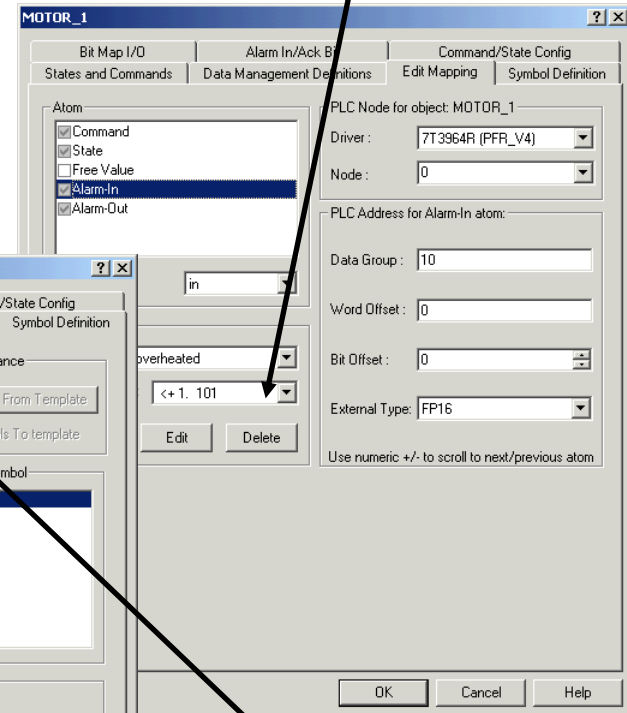 MOTOR_1
Bit Map I/O Alarm In/Ack Bi Command/State Config
States and Commands Data Management Definitions Edit Mapping Symbol Definition
Atom
Command
State
Free Value
Alarm-In
Alarm-Out
in
overheated
<+ 1. 101
Edit Delete
PLC Node for object: MOTOR_1
Driver : 7T3964R (PFR_V4)
Node : 0
PLC Address for Alarm-In atom:
Data Group : 10
Word Offset : 0
Bit Offset : 0
External Type: FP16
Use numeric +/- to scroll to next/previous atom
OK Cancel Help
/State Config
Symbol Definition
ance
From Template
ls To template
mbol